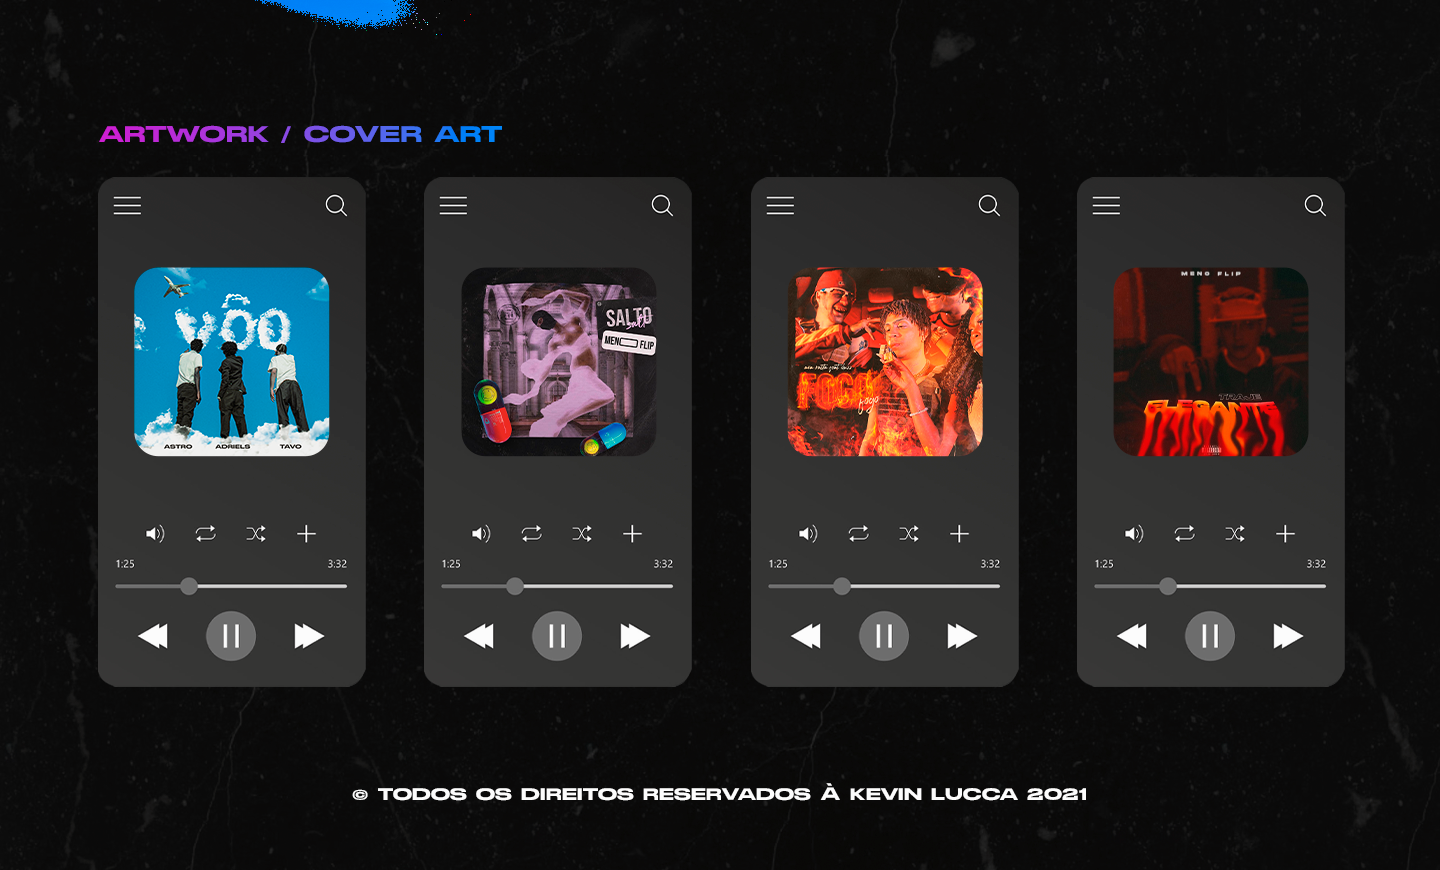 ARTWORK / COVER ART
VÔO
ASTRO ADRIELS TAVO
SALTO
MENO FLIP
FOGO
fogo
MENO FLIP
TRAJE
ELEGANTE
1:25 3:32
1:25 3:32
1:25 3:32
1:25 3:32
© TODOS OS DIREITOS RESERVADOS À KEVIN LUCCA 2021